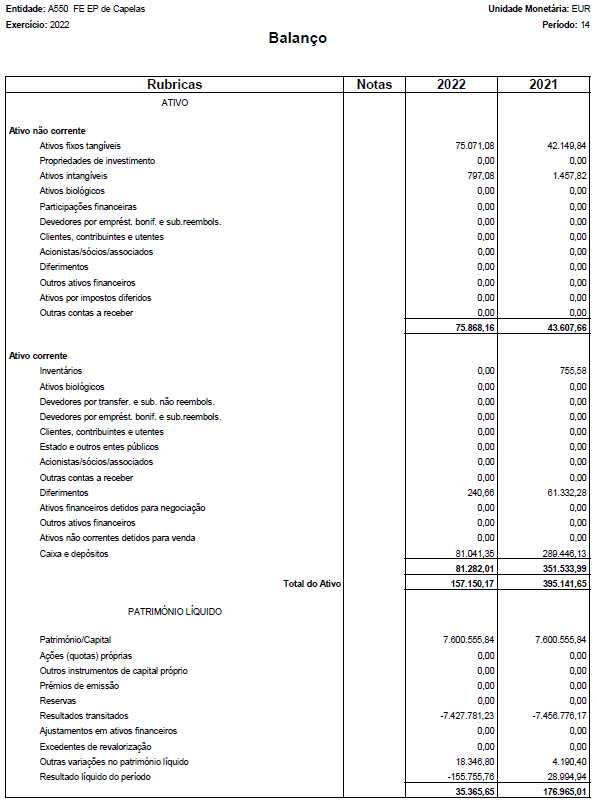 Entidade: A550 FE EP de Capelas Unidade Monetária: EUR
Exercício: 2022 Período: 14
Balanço
Rubricas Notas 2022 2021
ATIVO
Ativo não corrente
Ativos fixos tangíveis 75.071,08 42.149,84
Propriedades de investimento 0,00 0,00
Ativos intangíveis 797,08 1.457,82
Ativos biológicos 0,00 0,00
Participações financeiras 0,00 0,00
Devedores por emprést. bonif. e sub.reembols. 0,00 0,00
Clientes, contribuintes e utentes 0,00 0,00
Acionistas/sócios/associados 0,00 0,00
Diferimentos 0,00 0,00
Outros ativos financeiros 0,00 0,00
Ativos por impostos diferidos 0,00 0,00
Outras contas a receber 0,00 0,00
75.868,16 43.607,66
Ativo corrente
Inventários 0,00 755,58
Ativos biológicos 0,00 0,00
Devedores por transfer. e sub. não reembols. 0,00 0,00
Devedores por emprést. bonif. e sub.reembols. 0,00 0,00
Clientes, contribuintes e utentes 0,00 0,00
Estado e outros entes públicos 0,00 0,00
Acionistas/sócios/associados 0,00 0,00
Outras contas a receber 0,00 0,00
Diferimentos 240,66 61.332,28
Ativos financeiros detidos para negociação 0,00 0,00
Outros ativos financeiros 0,00 0,00
Ativos não correntes detidos para venda 0,00 0,00
Caixa e depósitos 81.041,35 289.446,13
81.282,01 351.533,99
Total do Ativo 157.150,17 395.141,65
PATRIMÓNIO LÍQUIDO
Património/Capital 7.600.555,84 7.600.555,84
Ações (quotas) próprias 0,00 0,00
Outros instrumentos de capital próprio 0,00 0,00
Prémios de emissão 0,00 0,00
Reservas 0,00 0,00
Resultados transitados -7.427.781,23 -7.456.776,17
Ajustamentos em ativos financeiros 0,00 0,00
Excedentes de revalorização 0,00 0,00
Outras variações no património líquido 18.346,80 4.190,40
Resultado líquido do período -155.755,76 28.994,94
35.365,65 176.965,01